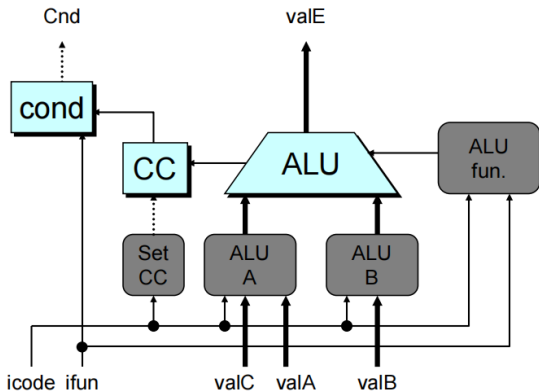 Cnd
valE
cond
CC
ALU
ALU
fun.
Set
CC
ALU
A
ALU
B
icode
ifun
valC
valA
valB